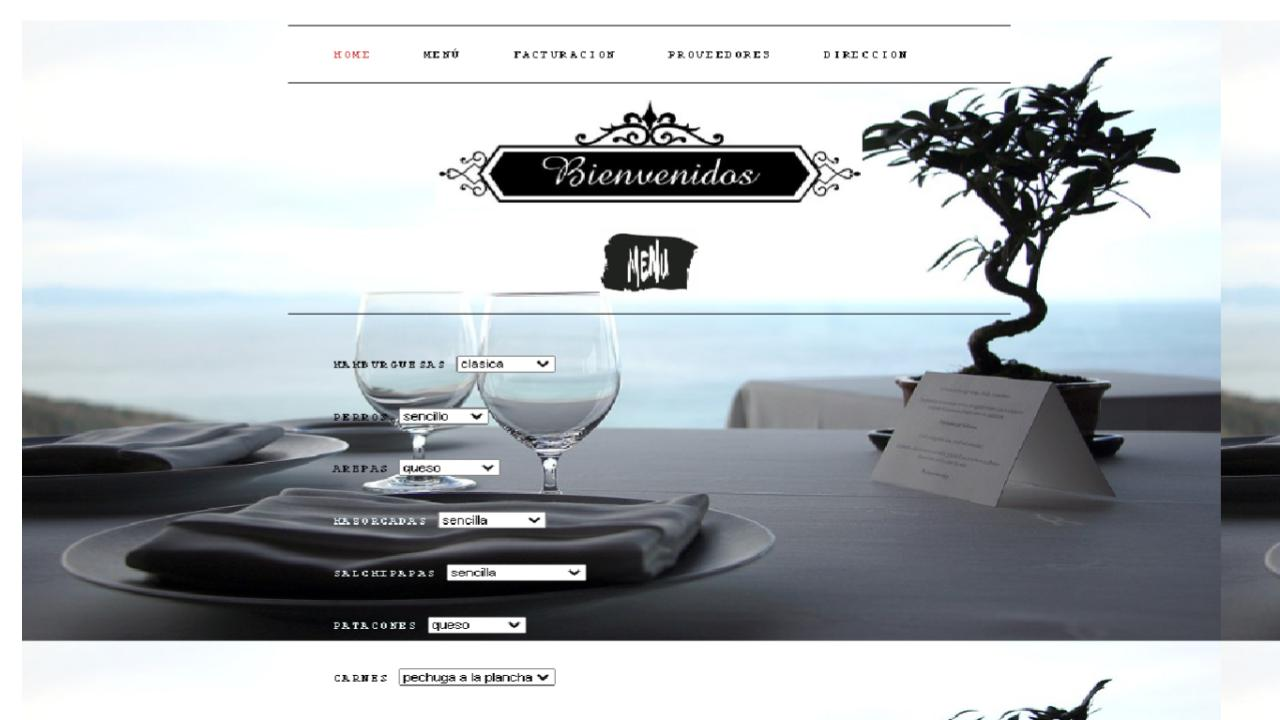 HOME MENÚ FACTURACION PROVEEDORES DIRECCION
Bienvenidos
MENU
HAMBURGUESAS clasica
PERROS sencillo
AREPAS queso
MASORCADAS sencilla
SALCHIPAPAS sencilla
PATACONES queso
CARNES pechuga a la plancha